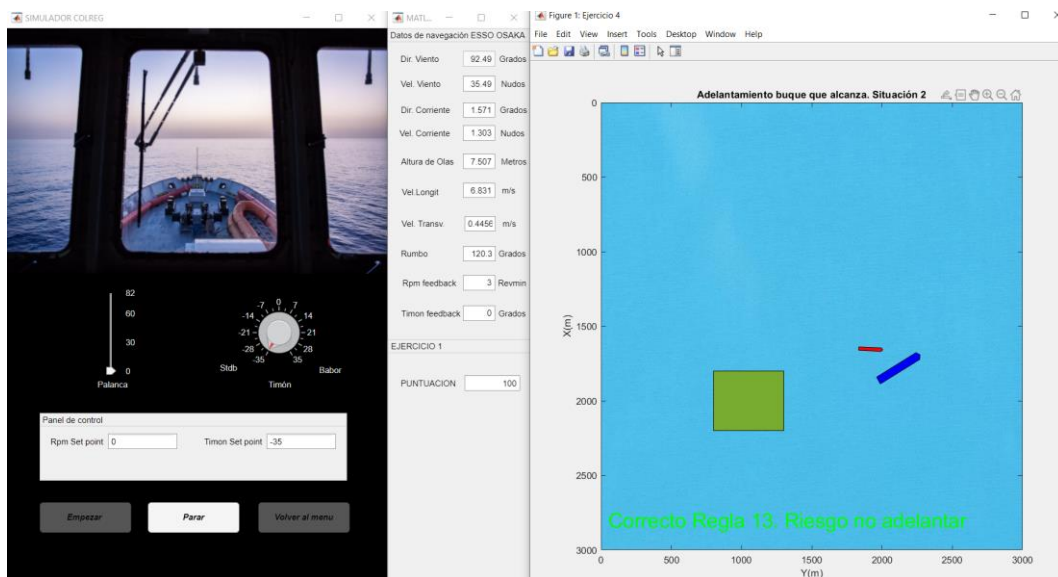 SIMULADOR COLREG
82
60
30
0
Palanca
-35 -28 -21 -14 -7 0 7 14 21 28 35
Stdb
Babor
Timón
Panel de control
Rpm Set point 0
Timon Set point -35
Empezar
Parar
Volver al menu
MATL...
Datos de navegación ESSO OSAKA
Dir. Viento 92.49 Grados
Vel. Viento 35.49 Nudos
Dir. Corriente 1.571 Grados
Vel. Corriente 1.303 Nudos
Altura de Olas 7.507 Metros
Vel.Longit 6.831 m/s
Vel. Transv 0.4456 m/s
Rumbo 120.3 Grados
Rpm feedback 3 Revmin
Timon feedback 0 Grados
EJERCICIO 1
PUNTUACION 100
Figure 1: Ejercicio 4
File Edit View Insert Tools Desktop Window Help
Adelantamiento buque que alcanza. Situación 2
0
500
1000
1500
2000
2500
3000
X(m)
Correcto Regla 13. Riesgo no adelantar
0 500 1000 1500 2000 2500 3000
Y(m)